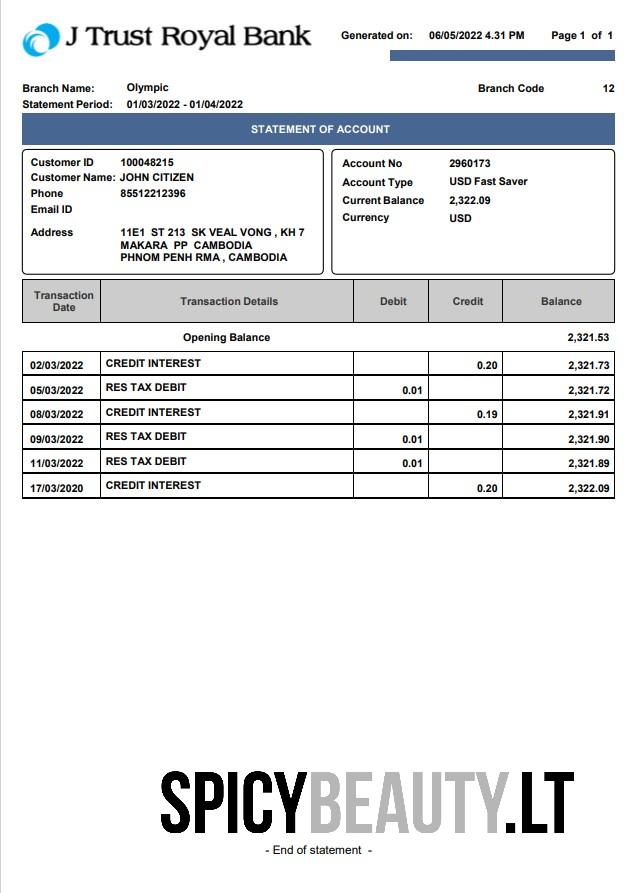 J Trust Royal Bank
Generated on: 06/05/2022 4.31 PM Page 1 of 1
Branch Name: Olympic Branch Code 12
Statement Period: 01/03/2022 - 01/04/2022
STATEMENT OF ACCOUNT
Customer ID 100048215
Customer Name: JOHN CITIZEN
Phone 85512212396
Email ID
Address 11E1 ST 213 SK VEAL VONG , KH 7
MAKARA PP CAMBODIA
PHNOM PENH RMA , CAMBODIA
Account No 2960173
Account Type USD Fast Saver
Current Balance 2,322.09
Currency USD
Transaction Date Transaction Details Debit Credit Balance
Opening Balance 2,321.53
02/03/2022 CREDIT INTEREST 0.20 2,321.73
05/03/2022 RES TAX DEBIT 0.01 2,321.72
08/03/2022 CREDIT INTEREST 0.19 2,321.91
09/03/2022 RES TAX DEBIT 0.01 2,321.90
11/03/2022 RES TAX DEBIT 0.01 2,321.89
17/03/2020 CREDIT INTEREST 0.20 2,322.09
SPICYBEAUTY.LT
- End of statement -